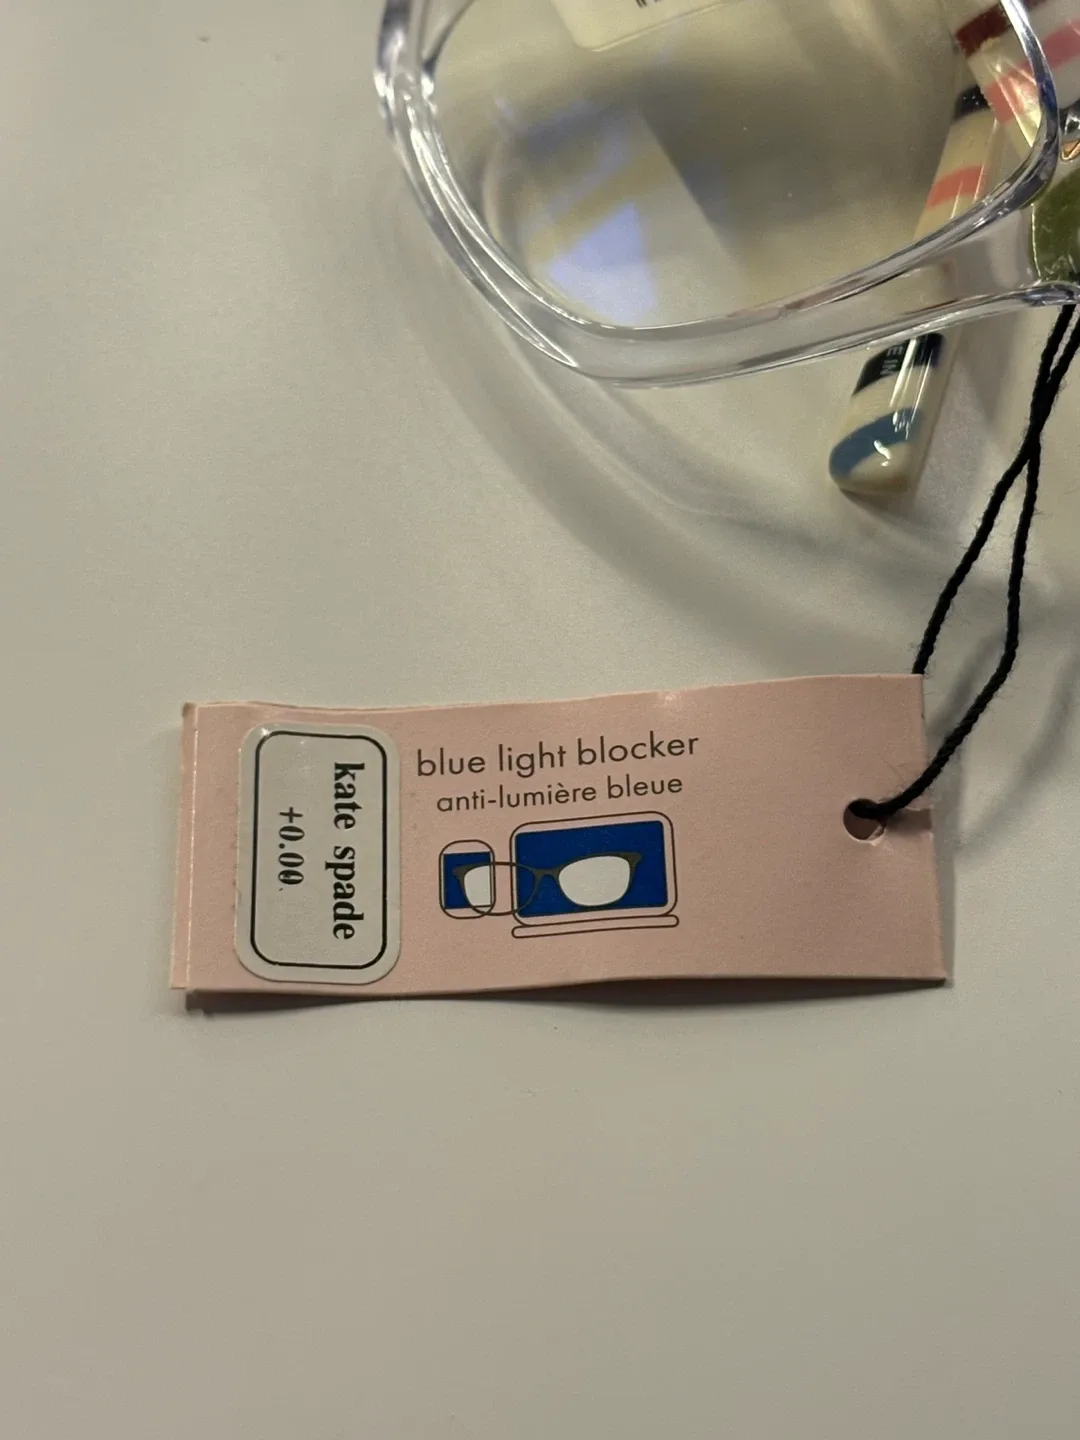 blue light blocker
anti-lumière bleue
kate spade
+0.00